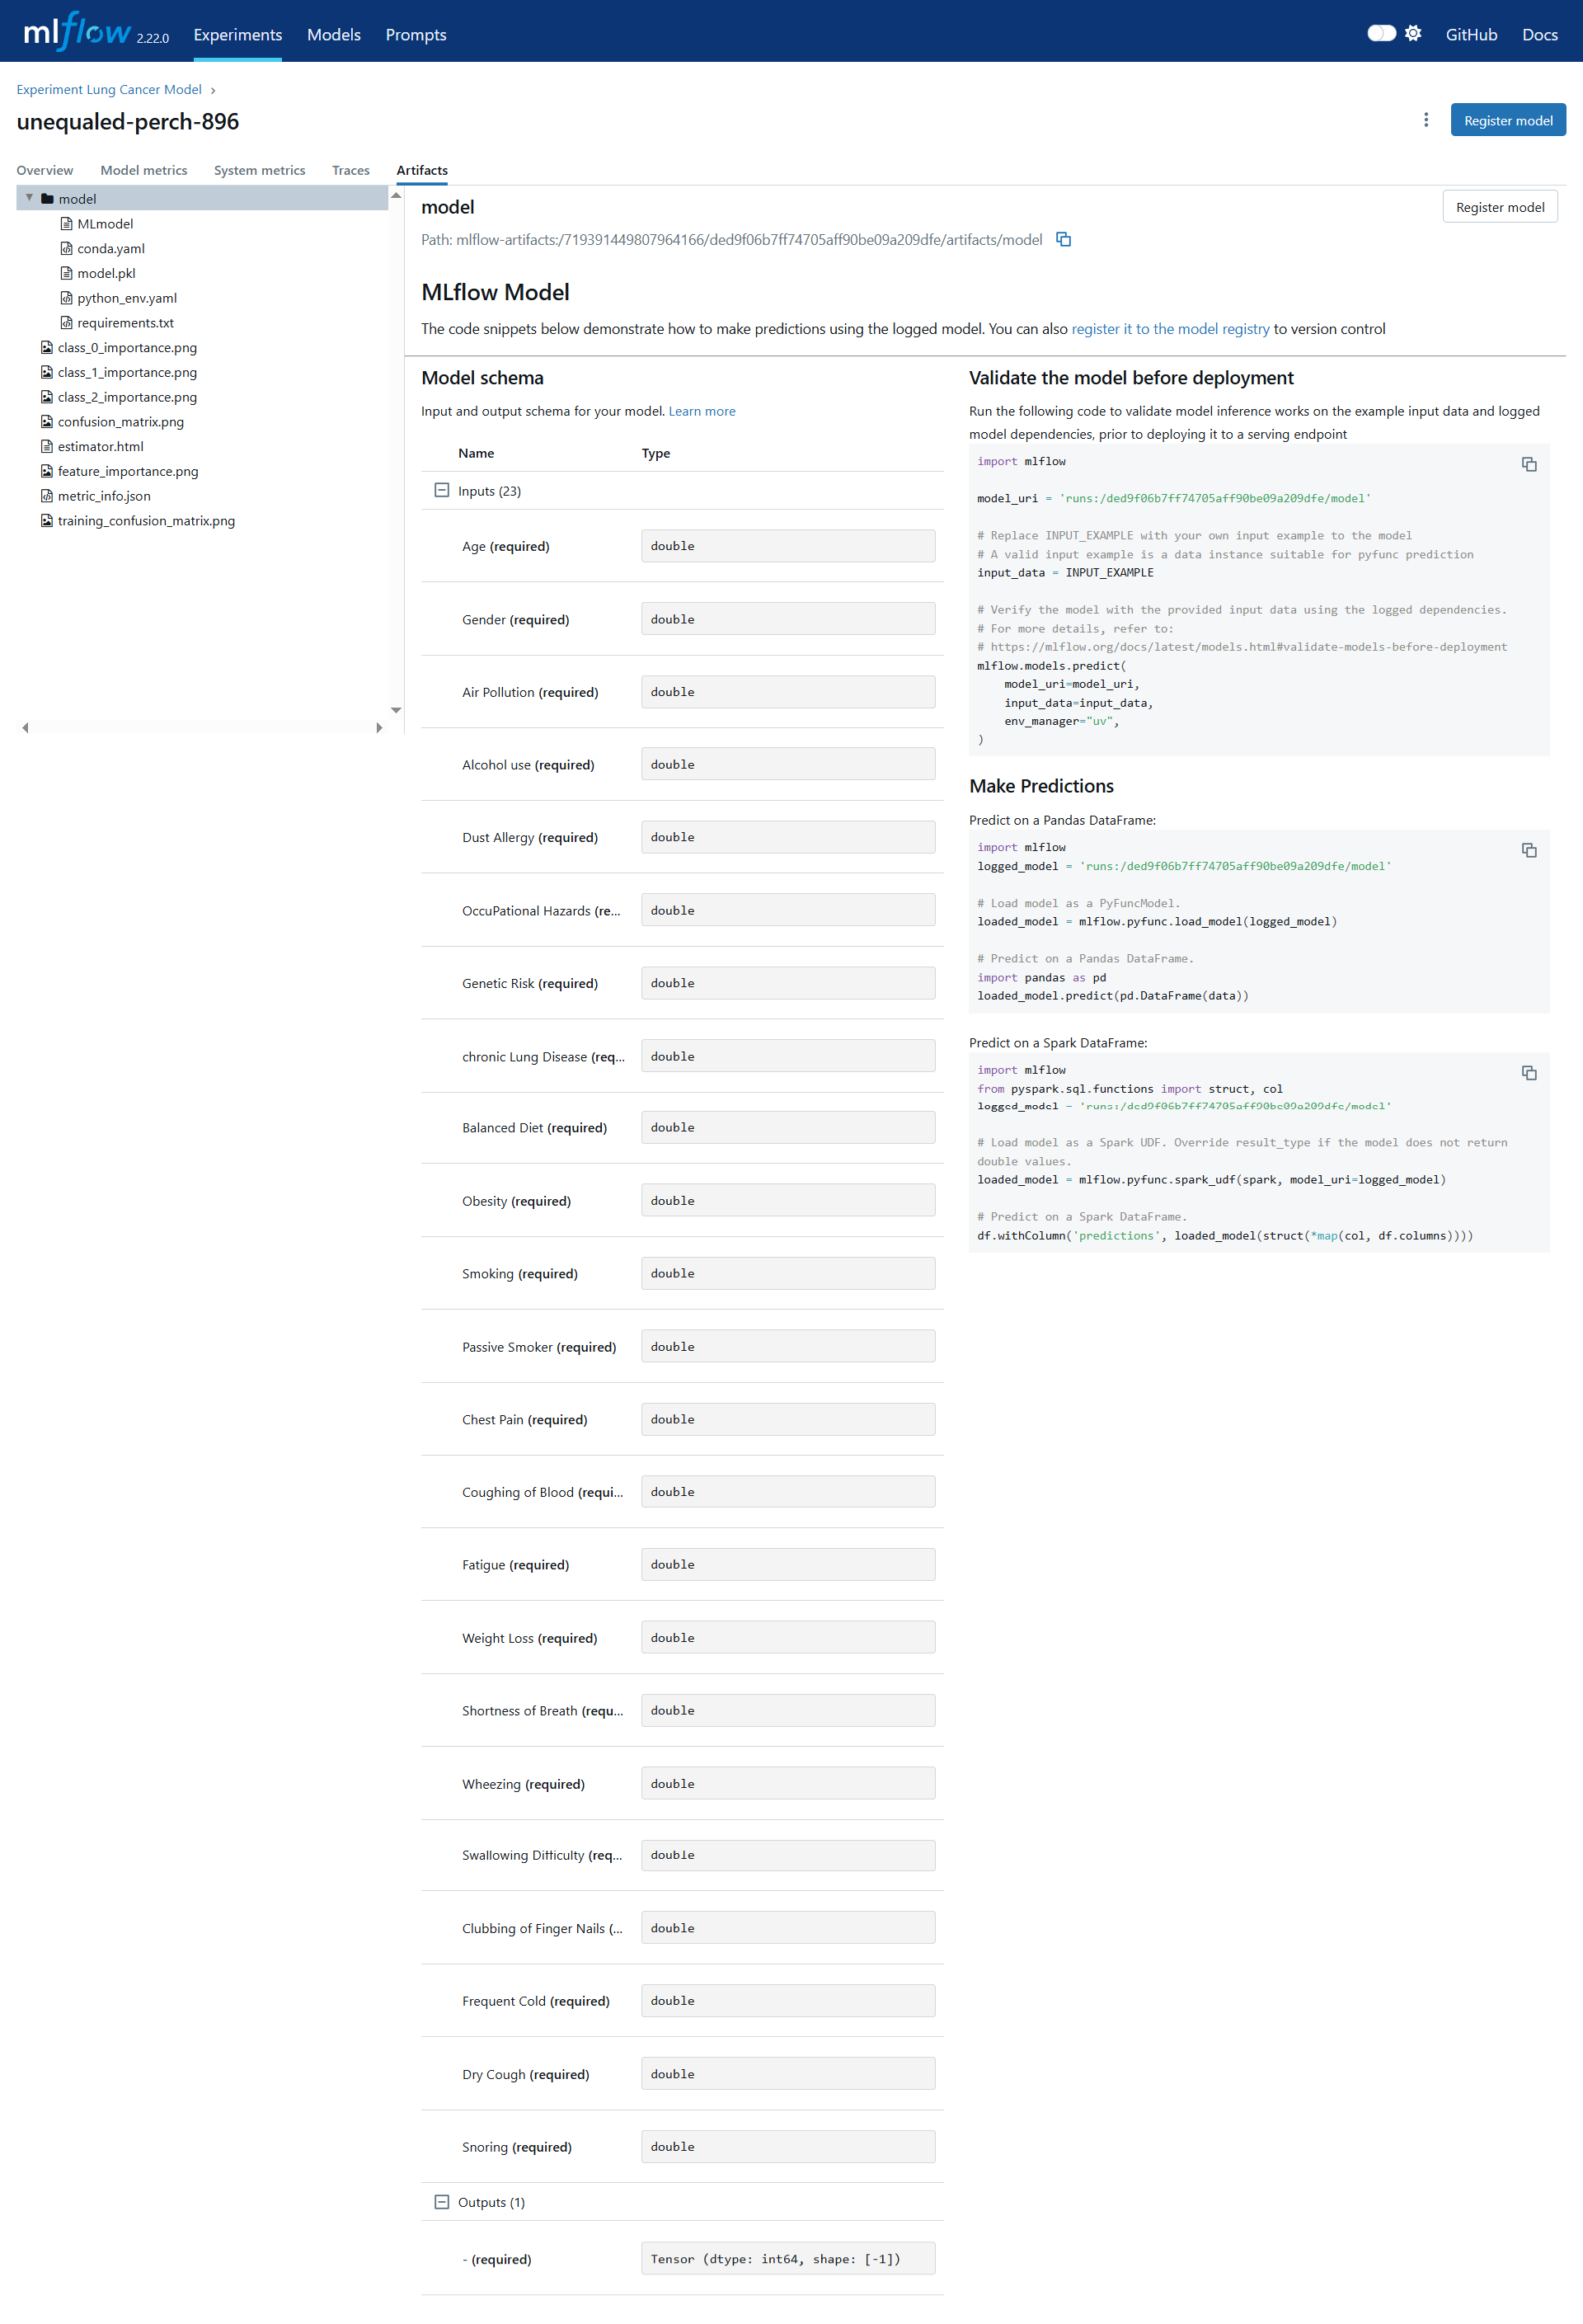 mlflow 2.22.0 Experiments Models Prompts GitHub Docs
Experiment Lung Cancer Model ›
unequaled-perch-896
Register model
Overview Model metrics System metrics Traces Artifacts
model
MLmodel
conda.yaml
model.pkl
python_env.yaml
requirements.txt
class_0_importance.png
class_1_importance.png
class_2_importance.png
confusion_matrix.png
estimator.html
feature_importance.png
metric_info.json
training_confusion_matrix.png
model
Register model
Path: mlflow-artifacts:/719391449807964166/ded9f06b7ff74705aff90be09a209dfe/artifacts/model
MLflow Model
The code snippets below demonstrate how to make predictions using the logged model. You can also register it to the model registry to version control
Model schema
Input and output schema for your model. Learn more
Name Type
Inputs (23)
Age (required) double
Gender (required) double
Air Pollution (required) double
Alcohol use (required) double
Dust Allergy (required) double
OccuPational Hazards (re... double
Genetic Risk (required) double
chronic Lung Disease (req... double
Balanced Diet (required) double
Obesity (required) double
Smoking (required) double
Passive Smoker (required) double
Chest Pain (required) double
Coughing of Blood (requi... double
Fatigue (required) double
Weight Loss (required) double
Shortness of Breath (requ... double
Wheezing (required) double
Swallowing Difficulty (req... double
Clubbing of Finger Nails (... double
Frequent Cold (required) double
Dry Cough (required) double
Snoring (required) double
Outputs (1)
- (required) Tensor (dtype: int64, shape: [-1])
Validate the model before deployment
Run the following code to validate model inference works on the example input data and logged
model dependencies, prior to deploying it to a serving endpoint
import mlflow
model_uri = 'runs:/ded9f06b7ff74705aff90be09a209dfe/model'
# Replace INPUT_EXAMPLE with your own input example to the model
# A valid input example is a data instance suitable for pyfunc prediction
input_data = INPUT_EXAMPLE
# Verify the model with the provided input data using the logged dependencies.
# For more details, refer to:
# https://mlflow.org/docs/latest/models.html#validate-models-before-deployment
mlflow.models.predict(
    model_uri=model_uri,
    input_data=input_data,
    env_manager="uv",
)
Make Predictions
Predict on a Pandas DataFrame:
import mlflow
logged_model = 'runs:/ded9f06b7ff74705aff90be09a209dfe/model'
# Load model as a PyFuncModel.
loaded_model = mlflow.pyfunc.load_model(logged_model)
# Predict on a Pandas DataFrame.
import pandas as pd
loaded_model.predict(pd.DataFrame(data))
Predict on a Spark DataFrame:
import mlflow
from pyspark.sql.functions import struct, col
logged_model = 'runs:/ded9f06b7ff74705aff90be09a209dfe/model'
# Load model as a Spark UDF. Override result_type if the model does not return
double values.
loaded_model = mlflow.pyfunc.spark_udf(spark, model_uri=logged_model)
# Predict on a Spark DataFrame.
df.withColumn('predictions', loaded_model(struct(*map(col, df.columns))))